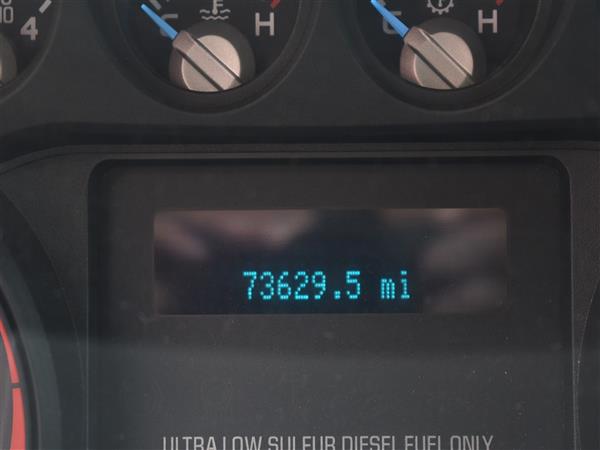 4
C H
C H
73629.5 mi
ULTRA LOW SULFUR DIESEL FUEL ONLY